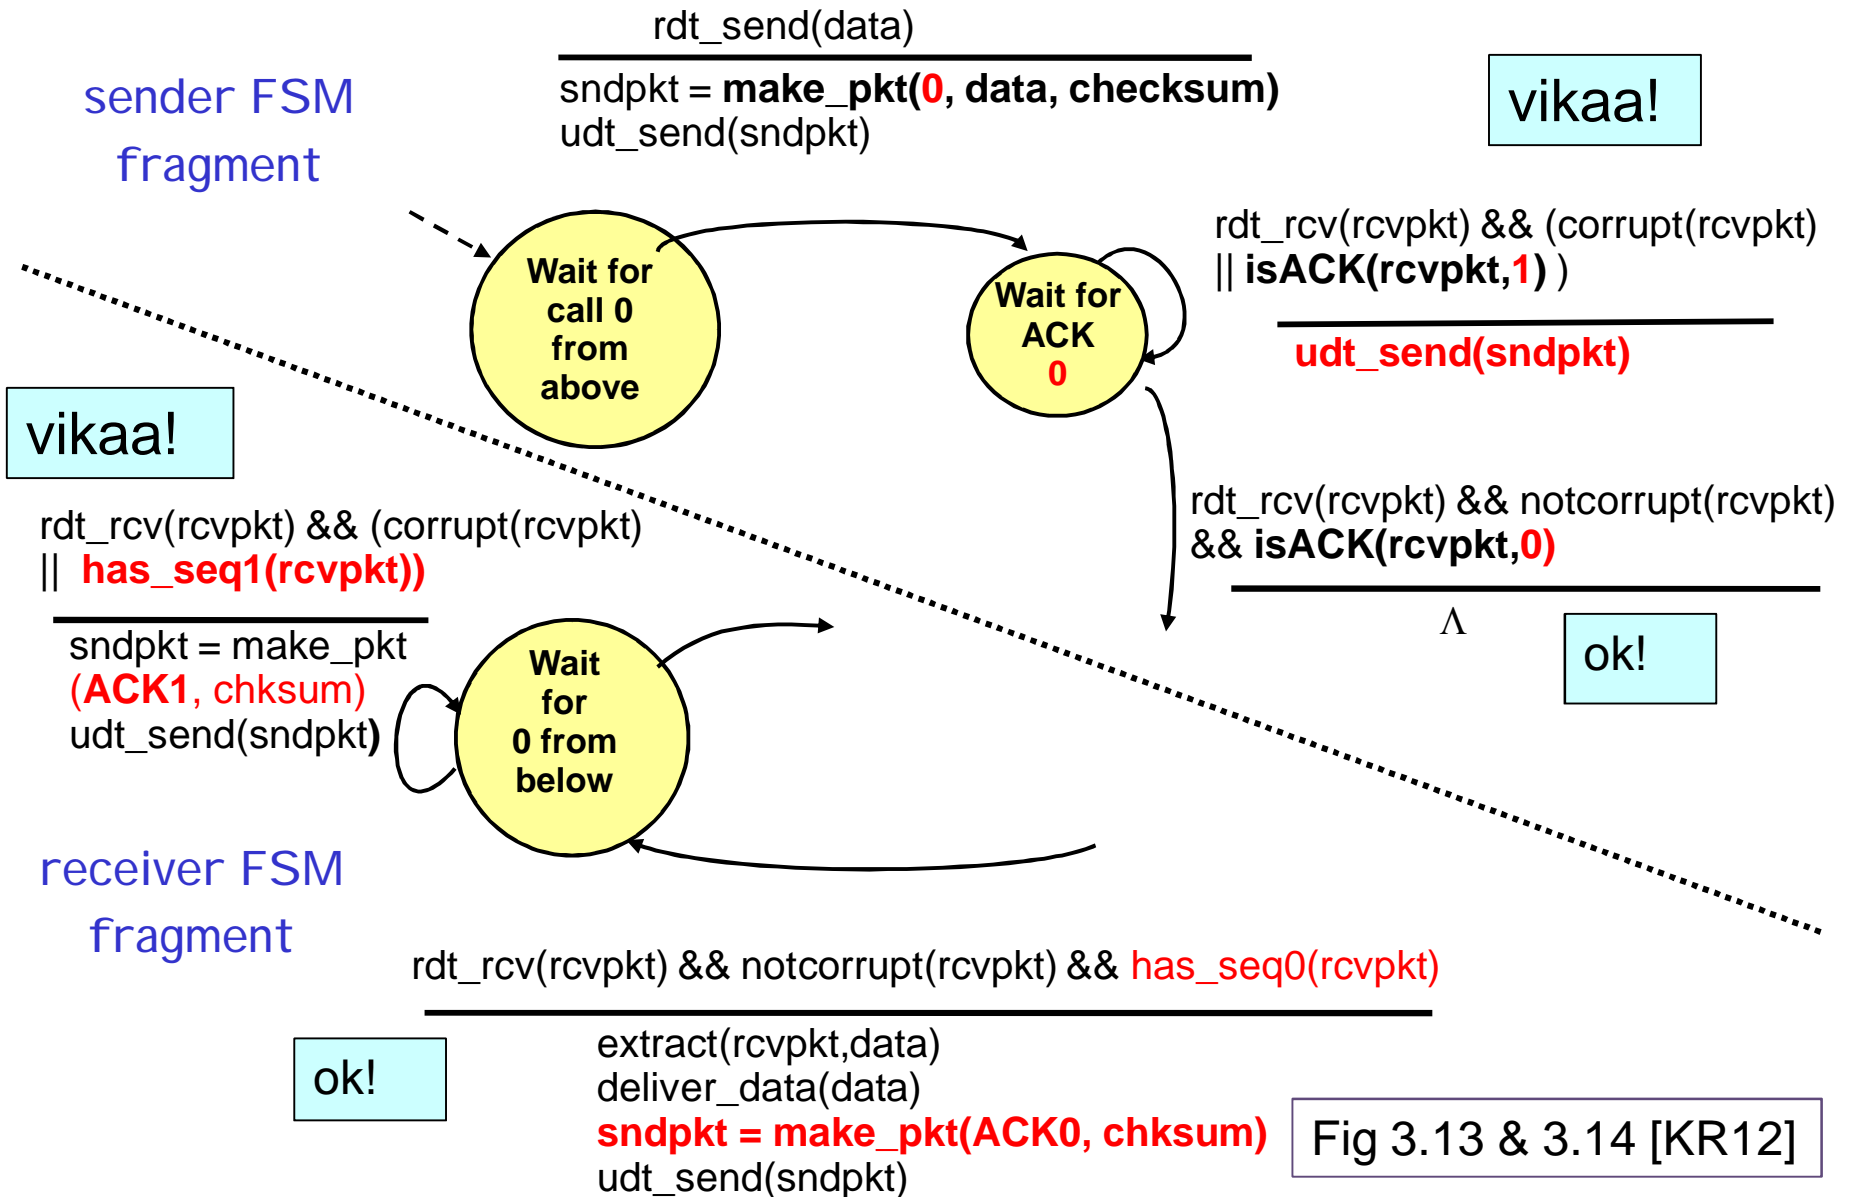 rdt_send(data)
sndpkt = make_pkt(0, data, checksum)
udt_send(sndpkt)
sender FSM
fragment
vikaa!
Wait for
call 0
from
above
Wait for
ACK
0
rdt_rcv(rcvpkt) && (corrupt(rcvpkt)
|| isACK(rcvpkt,1) )
udt_send(sndpkt)
rdt_rcv(rcvpkt) && notcorrupt(rcvpkt)
&& isACK(rcvpkt,0)
Λ
ok!
vikaa!
rdt_rcv(rcvpkt) && (corrupt(rcvpkt)
|| has_seq1(rcvpkt))
sndpkt = make_pkt
(ACK1, chksum)
udt_send(sndpkt)
Wait
for
0 from
below
receiver FSM
fragment
rdt_rcv(rcvpkt) && notcorrupt(rcvpkt) && has_seq0(rcvpkt)
ok!
extract(rcvpkt,data)
deliver_data(data)
sndpkt = make_pkt(ACK0, chksum)
udt_send(sndpkt)
Fig 3.13 & 3.14 [KR12]